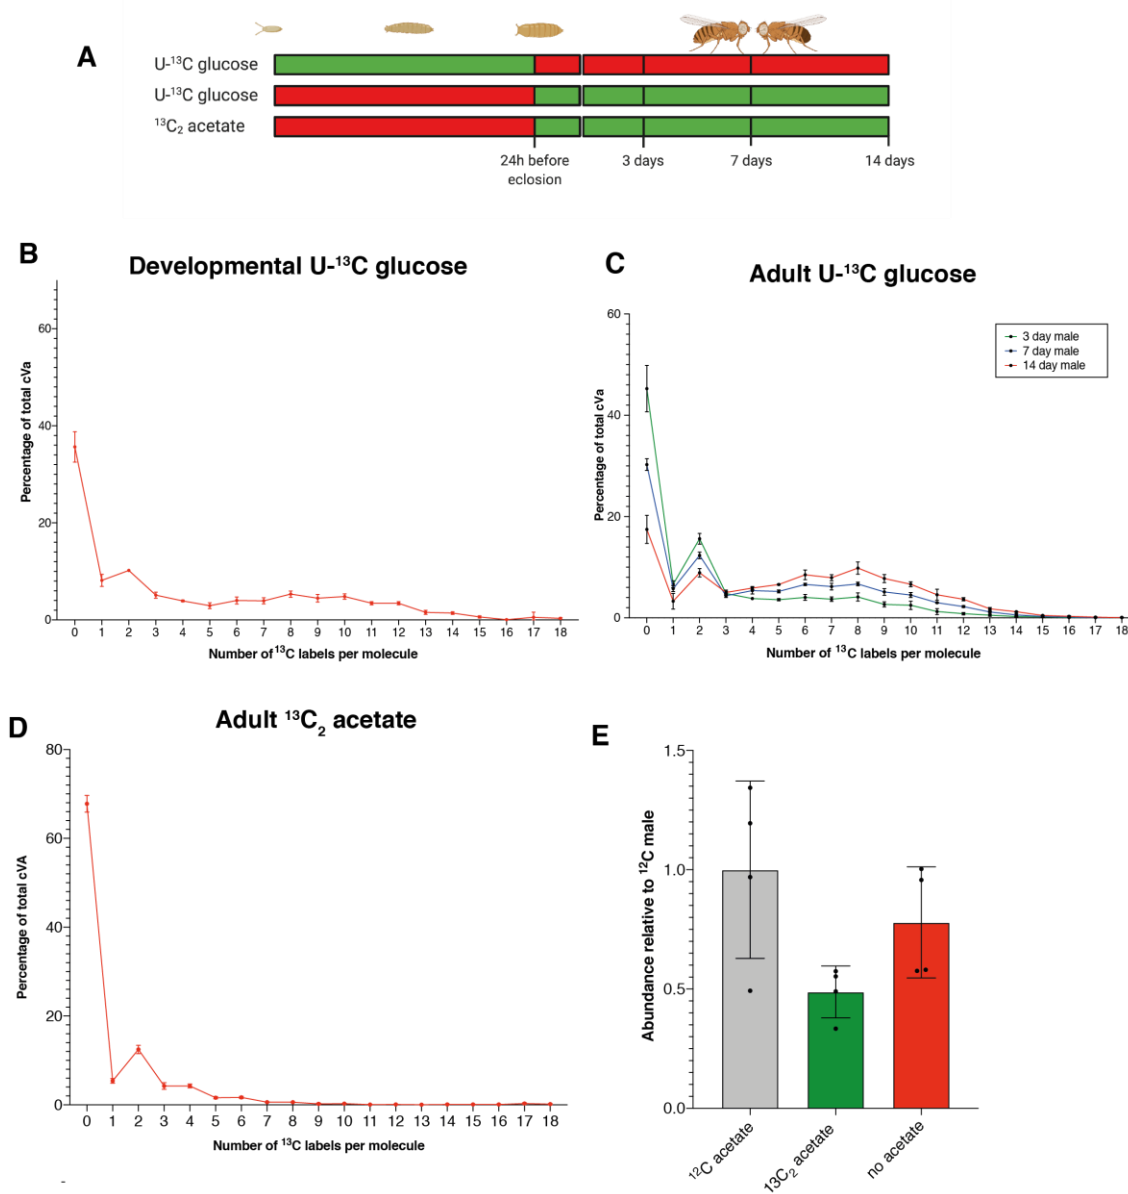 A
U-¹³C glucose
U-¹³C glucose
¹³C₂ acetate
24h before
eclosion
3 days
7 days
14 days
B
Developmental U-¹³C glucose
Percentage of total cVa
60
40
20
0
0 1 2 3 4 5 6 7 8 9 10 11 12 13 14 15 16 17 18
Number of ¹³C labels per molecule
C
Adult U-¹³C glucose
3 day male
7 day male
14 day male
Percentage of total cVa
60
40
20
0
0 1 2 3 4 5 6 7 8 9 10 11 12 13 14 15 16 17 18
Number of ¹³C labels per molecule
D
Adult ¹³C₂ acetate
Percentage of total cVA
80
60
40
20
0
0 1 2 3 4 5 6 7 8 9 10 11 12 13 14 15 16 17 18
Number of ¹³C labels per molecule
E
Abundance relative to ¹²C male
1.5
1.0
0.5
0.0
¹²C acetate
13C₂ acetate
no acetate